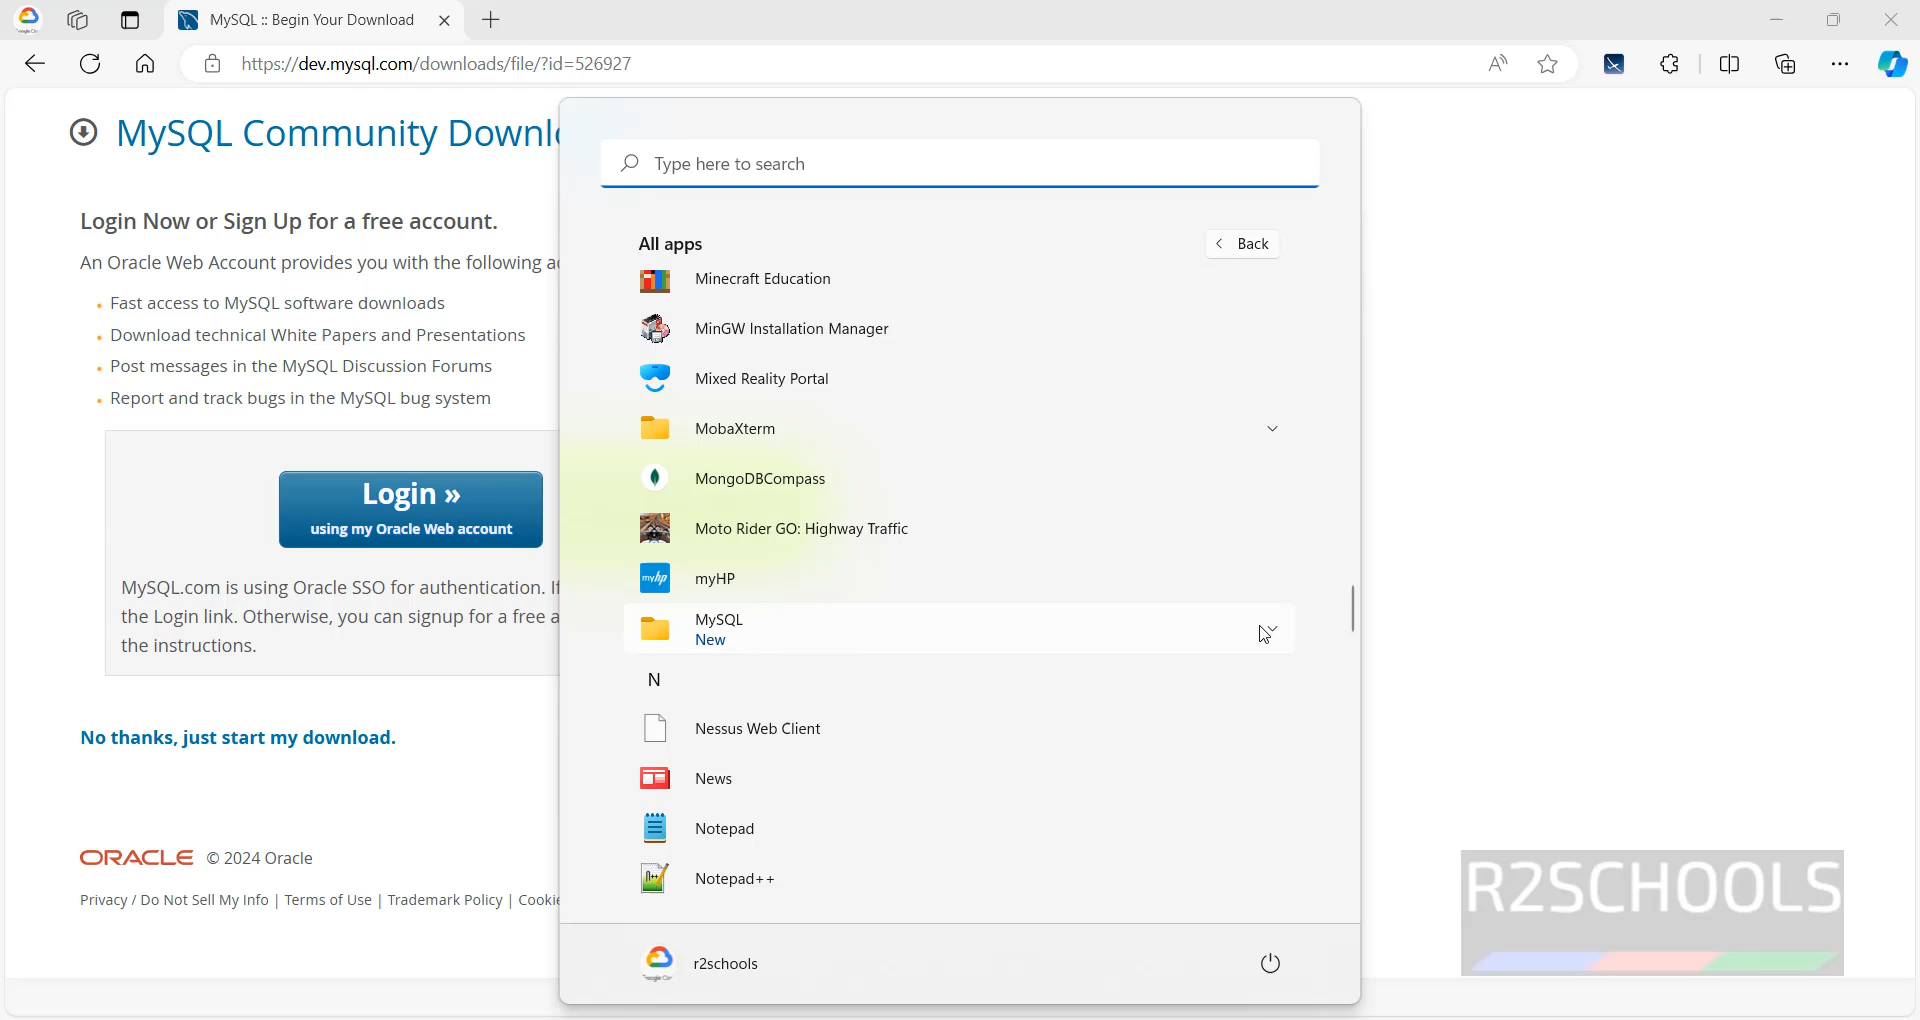 MySQL :: Begin Your Download
https://dev.mysql.com/downloads/file/?id=526927
MySQL Community Downlo
Login Now or Sign Up for a free account.
An Oracle Web Account provides you with the following a
Fast access to MySQL software downloads
Download technical White Papers and Presentations
Post messages in the MySQL Discussion Forums
Report and track bugs in the MySQL bug system
Login »
using my Oracle Web account
MySQL.com is using Oracle SSO for authentication. If
the Login link. Otherwise, you can signup for a free a
the instructions.
No thanks, just start my download.
ORACLE © 2024 Oracle
Privacy / Do Not Sell My Info | Terms of Use | Trademark Policy | Cookie
Type here to search
All apps
Back
Minecraft Education
MinGW Installation Manager
Mixed Reality Portal
MobaXterm
MongoDBCompass
Moto Rider GO: Highway Traffic
myhp
myHP
MySQL
New
N
Nessus Web Client
News
Notepad
Notepad++
r2schools
R2SCHOOLS